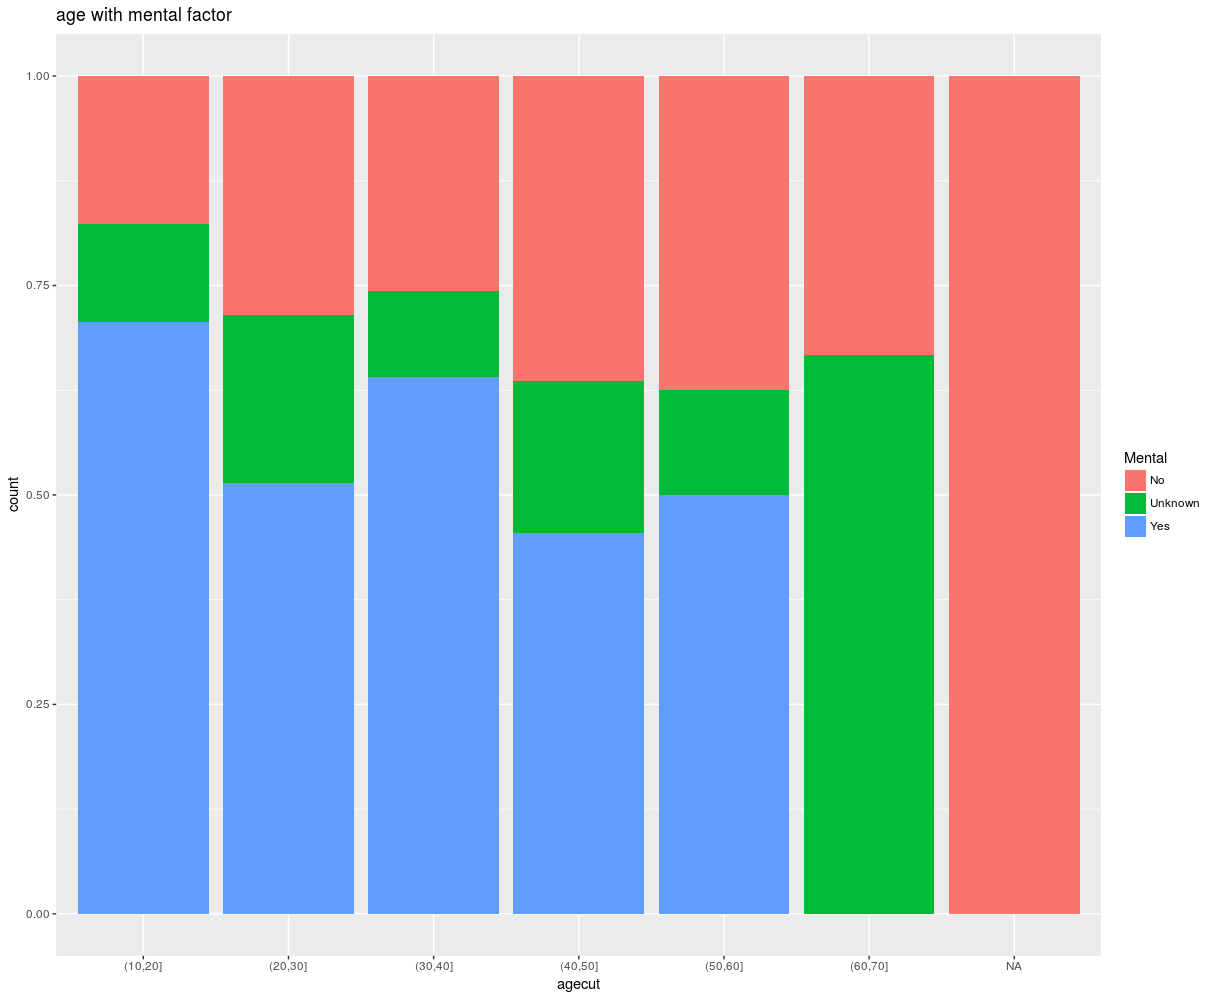 age with mental factor
1.00
0.75
0.50
0.25
0.00
count
(10,20]
(20,30]
(30,40]
(40,50]
(50,60]
(60,70]
NA
agecut
Mental
No
Unknown
Yes